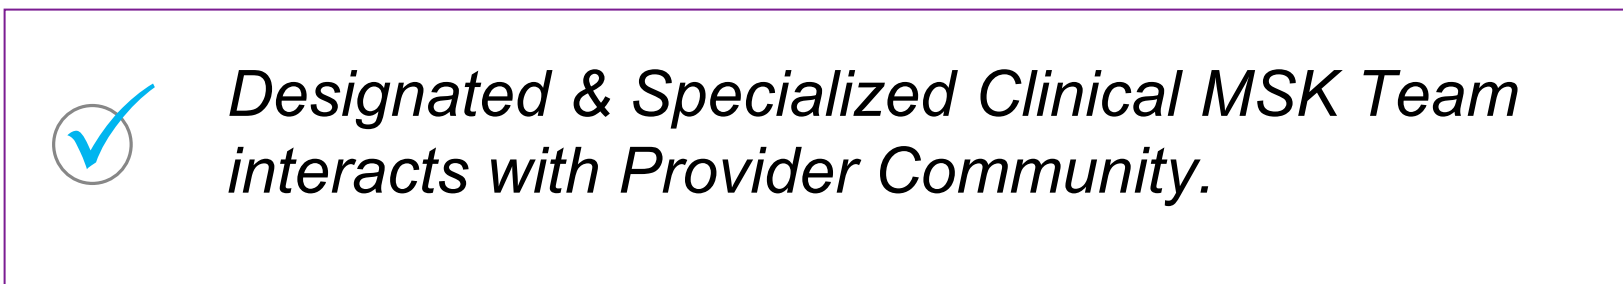 Designated & Specialized Clinical MSK Team
interacts with Provider Community.